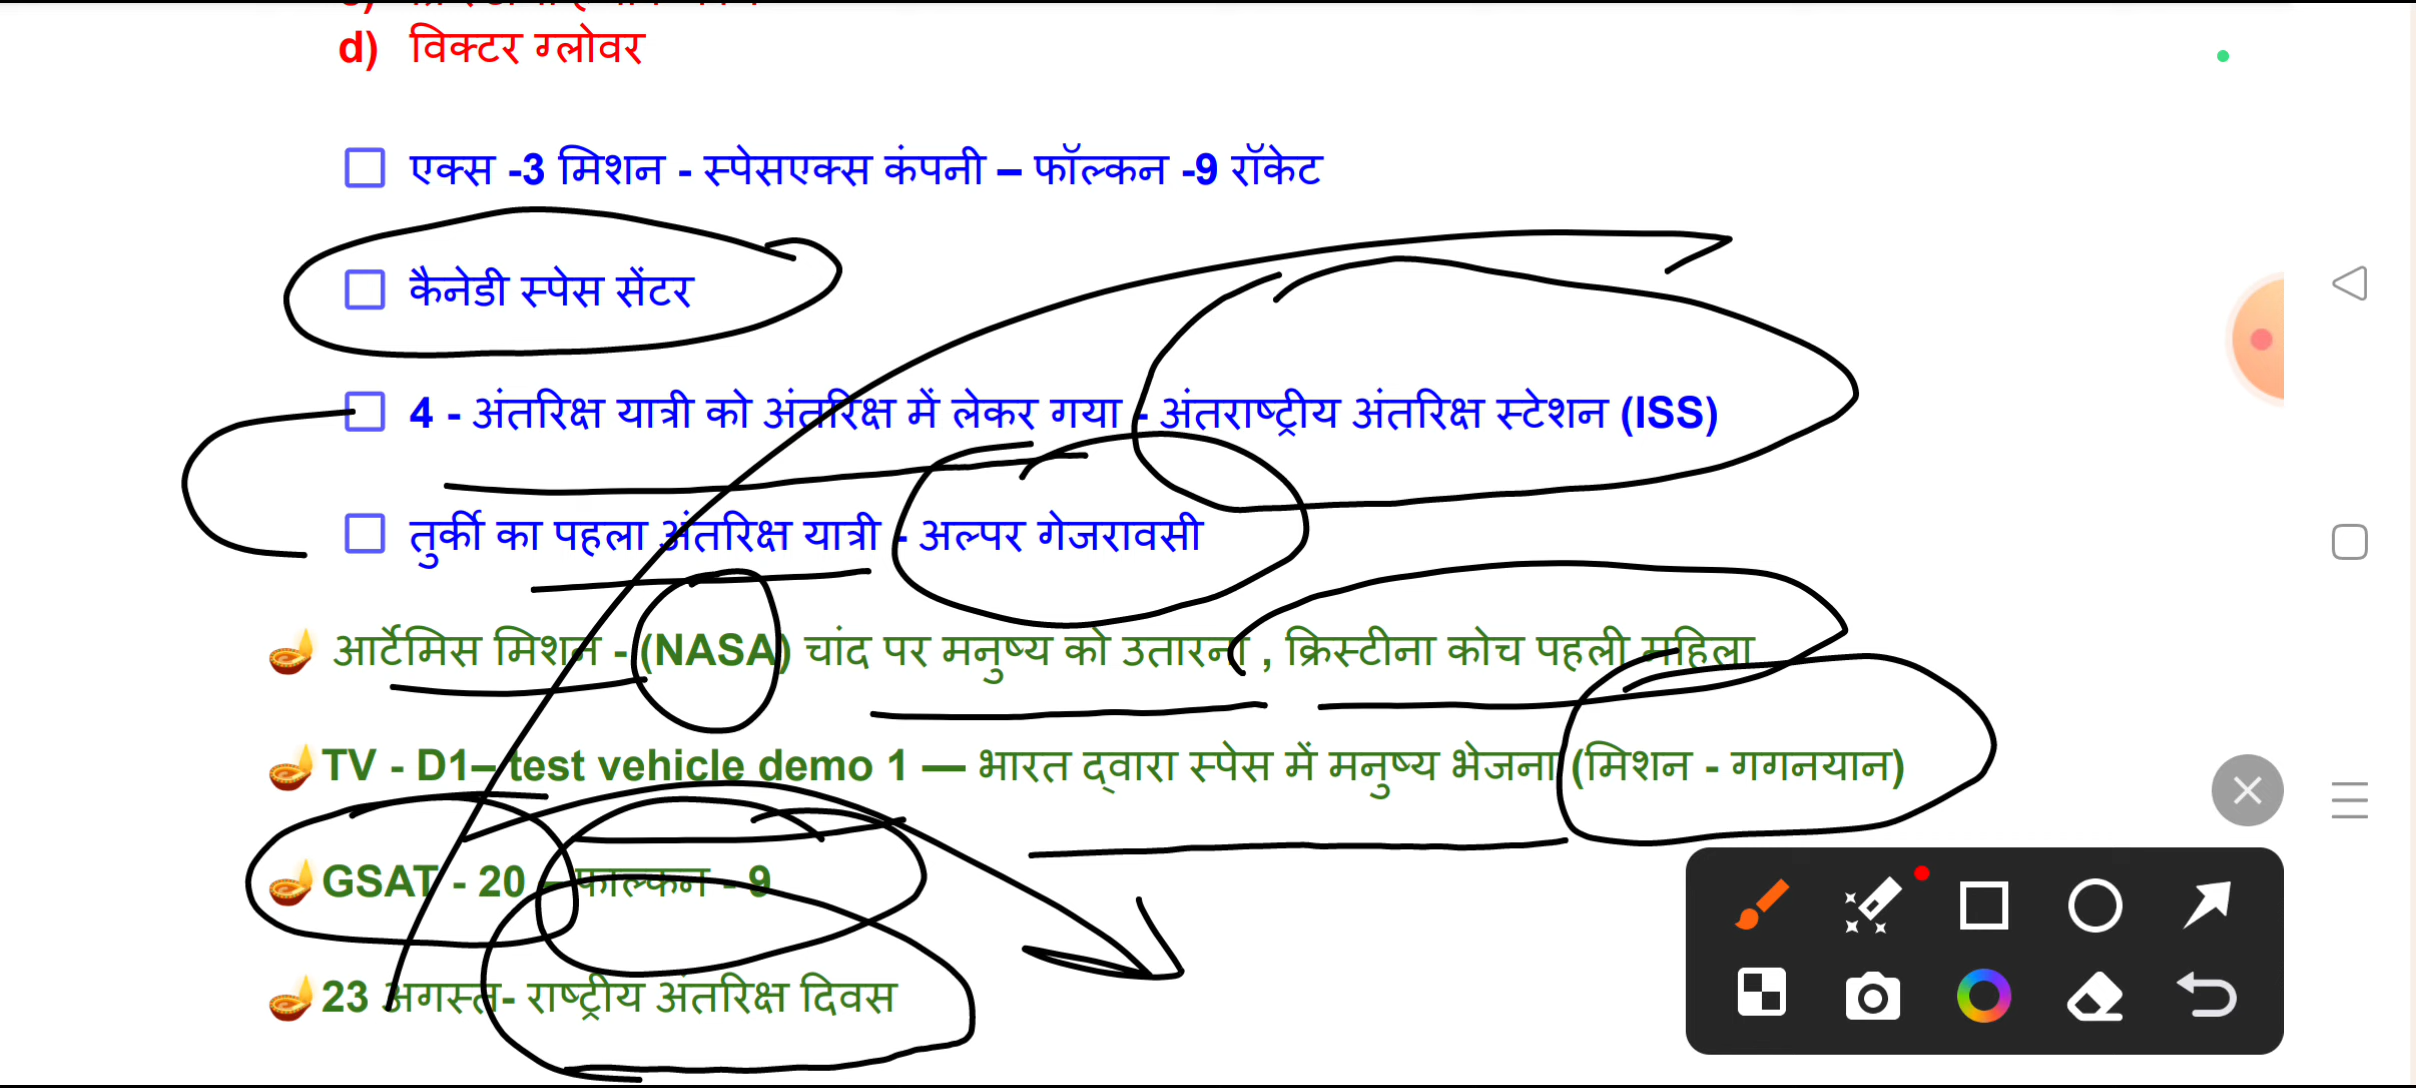 d) विक्टर ग्लोवर
एक्स -3 मिशन - स्पेसएक्स कंपनी – फॉल्कन -9 रॉकेट
कैनेडी स्पेस सेंटर
4 - अंतरिक्ष यात्री को अंतरिक्ष में लेकर गया - अंतराष्ट्रीय अंतरिक्ष स्टेशन (ISS)
तुर्की का पहला अंतरिक्ष यात्री - अल्पर गेजरावसी
आर्टेमिस मिशन - (NASA) चांद पर मनुष्य को उतारना , क्रिस्टीना कोच पहली महिला
TV - D1– test vehicle demo 1 — भारत द्वारा स्पेस में मनुष्य भेजना (मिशन - गगनयान)
GSAT - 20 – फाल्कन - 9
23 अगस्त- राष्ट्रीय अंतरिक्ष दिवस